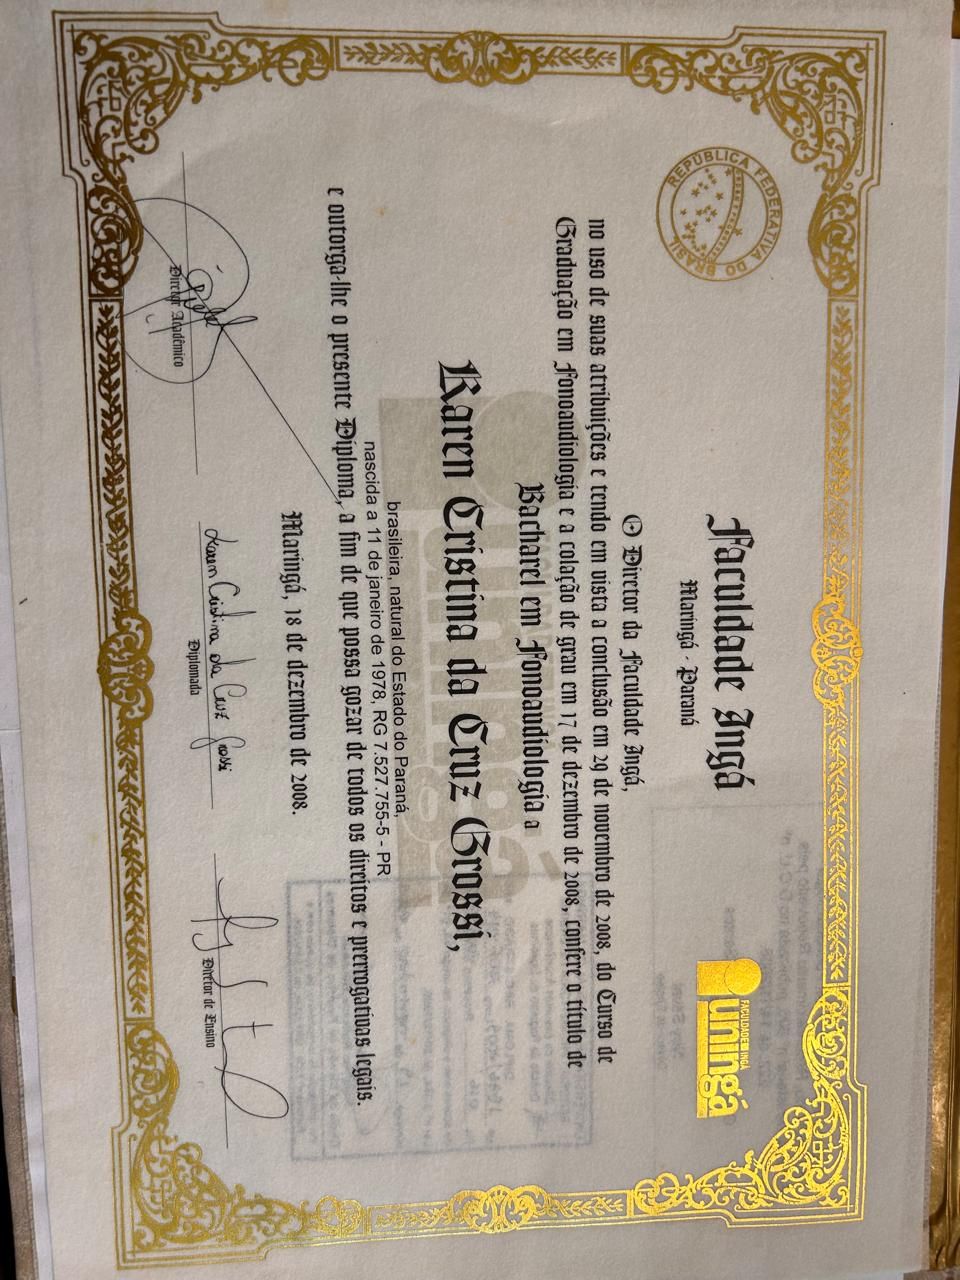 REPÚBLICA FEDERATIVA DO BRASIL
Faculdade Ingá
Maringá - Paraná
FACULDADE INGÁ
uningá
O Diretor da Faculdade Ingá,
no uso de suas atribuições e tendo em vista a conclusão em 29 de novembro de 2008, do Curso de
Graduação em Fonoaudiologia e a colação de grau em 17 de dezembro de 2008, confere o título de
Bacharel em Fonoaudiologia a
Karen Cristina da Cruz Grossi,
brasileira, natural do Estado do Paraná,
nascida a 11 de janeiro de 1978, RG 7.527.755-5 - PR
e outorga-lhe o presente Diploma, a fim de que possa gozar de todos os direitos e prerrogativas legais.
Maringá, 18 de dezembro de 2008.
Karen Cristina da Cruz Grossi
Diretor Acadêmico
Diplomada
Diretor de Ensino